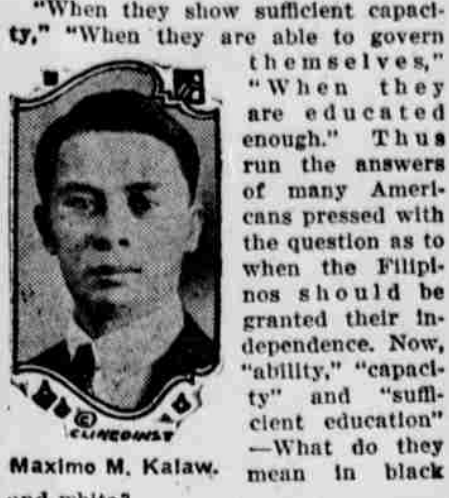 "When they show sufficient capaci-
ty," "When they are able to govern
themselves,"
"When they
are educated
enough." Thus
run the answers
of many Ameri-
cans pressed with
the question as to
when the Filipi-
nos should be
granted their in-
dependence. Now,
"ability," "capaci-
ty" and "suffi-
cient education"
—What do they
mean in black
and white?
© CLINEDINST
Maximo M. Kalaw.